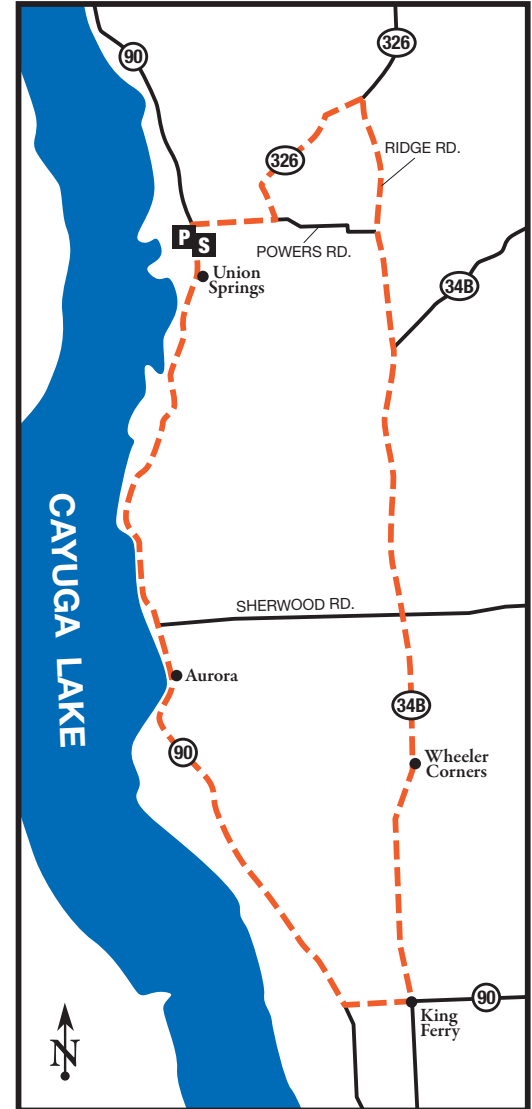 326
90
RIDGE RD.
326
P
S
POWERS RD.
Union
Springs
34B
CAYUGA LAKE
SHERWOOD RD.
Aurora
34B
90
Wheeler
Corners
90
King
Ferry
N